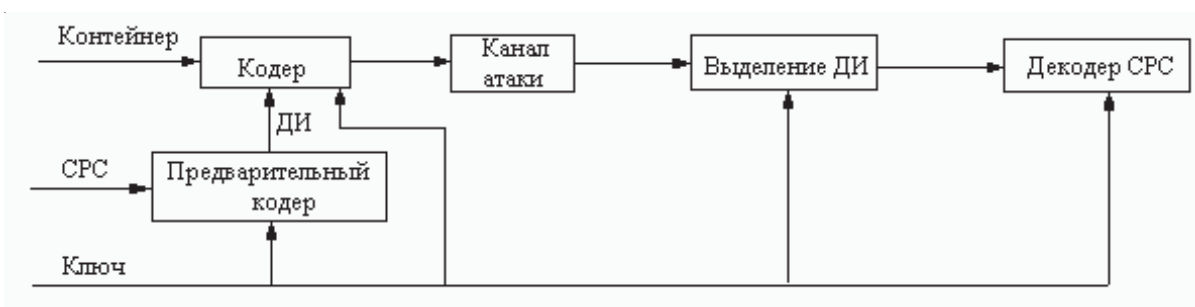 Контейнер
Кодер
Канал
атаки
Выделение ДИ
Декодер СРС
ДИ
СРС
Предварительный
кодер
Ключ